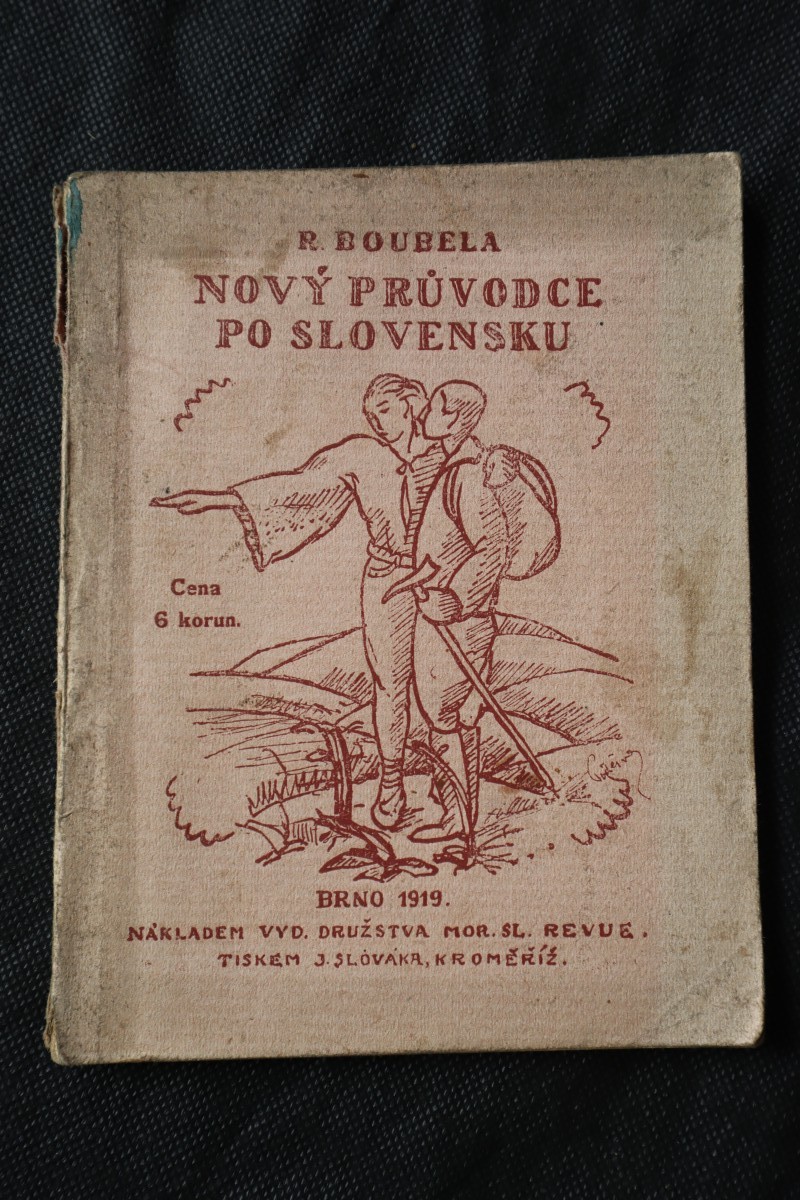 R. BOUBELA
NOVÝ PRŮVODCE
PO SLOVENSKU
Cena
6 korun.
BRNO 1919.
NÁKLADEM VYD. DRUŽSTVA MOR. SL. REVUE.
TISKEM J. SLOVÁKA, KROMĚŘÍŽ.